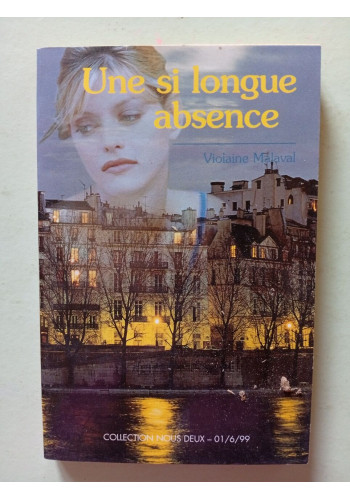 Une si longue
absence
Violaine Malaval
COLLECTION NOUS DEUX – 01/6/99